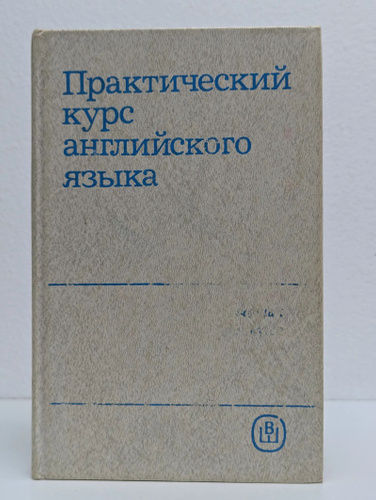 Практический
курс
английского
языка